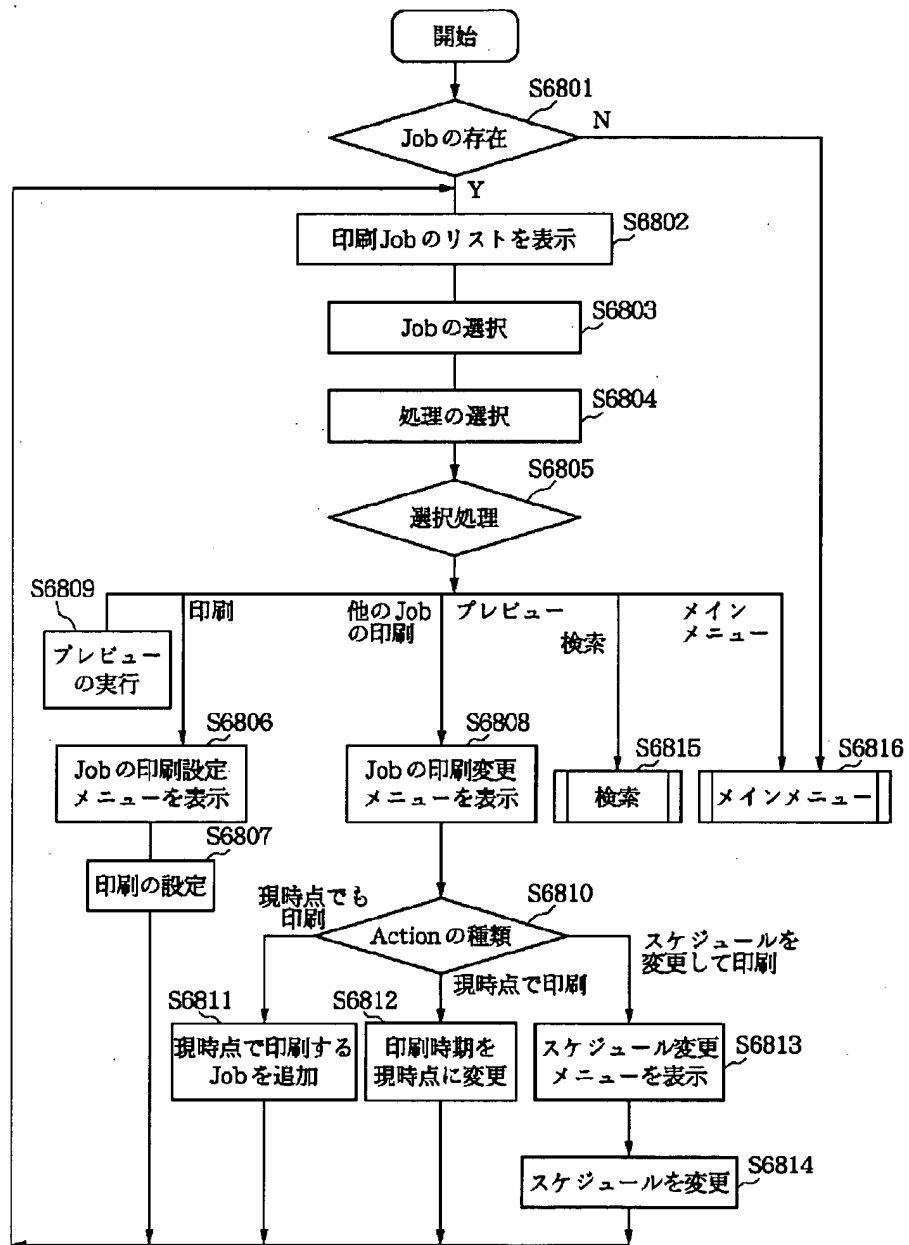 開始
S6801
Jobの存在
N
Y
印刷Jobのリストを表示
S6802
Jobの選択
S6803
処理の選択
S6804
S6805
選択処理
S6809
プレビュー
の実行
印刷
他のJob
の印刷
プレビュー
検索
メイン
メニュー
S6806
Jobの印刷設定
メニューを表示
S6808
Jobの印刷変更
メニューを表示
S6815
検索
S6816
メインメニュー
S6807
印刷の設定
現時点でも
印刷
S6810
Actionの種類
スケジュールを
変更して印刷
現時点で印刷
S6811
現時点で印刷する
Jobを追加
S6812
印刷時期を
現時点に変更
スケジュール変更
メニューを表示
S6813
スケジュールを変更
S6814